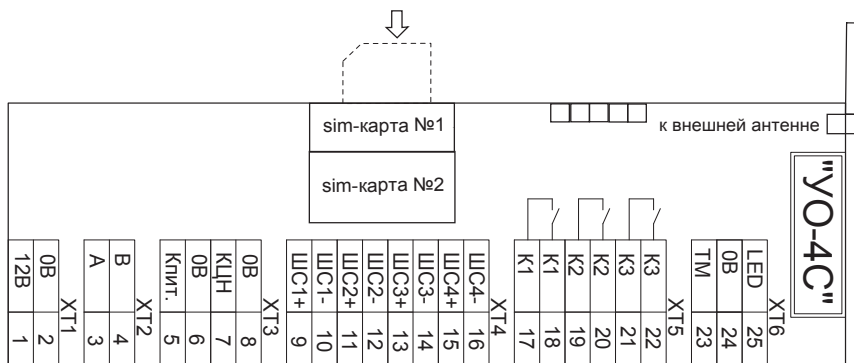 sim-карта №1
к внешней антенне
sim-карта №2
"УО-4С"
12В 1
0В 2
XT1
А 3
В 4
XT2
Кпит. 5
0В 6
КЦН 7
0В 8
XT3
ШС1+ 9
ШС1- 10
ШС2+ 11
ШС2- 12
ШС3+ 13
ШС3- 14
ШС4+ 15
ШС4- 16
XT4
К1 17
К1 18
К2 19
К2 20
К3 21
К3 22
XT5
ТМ 23
0В 24
LED 25
XT6